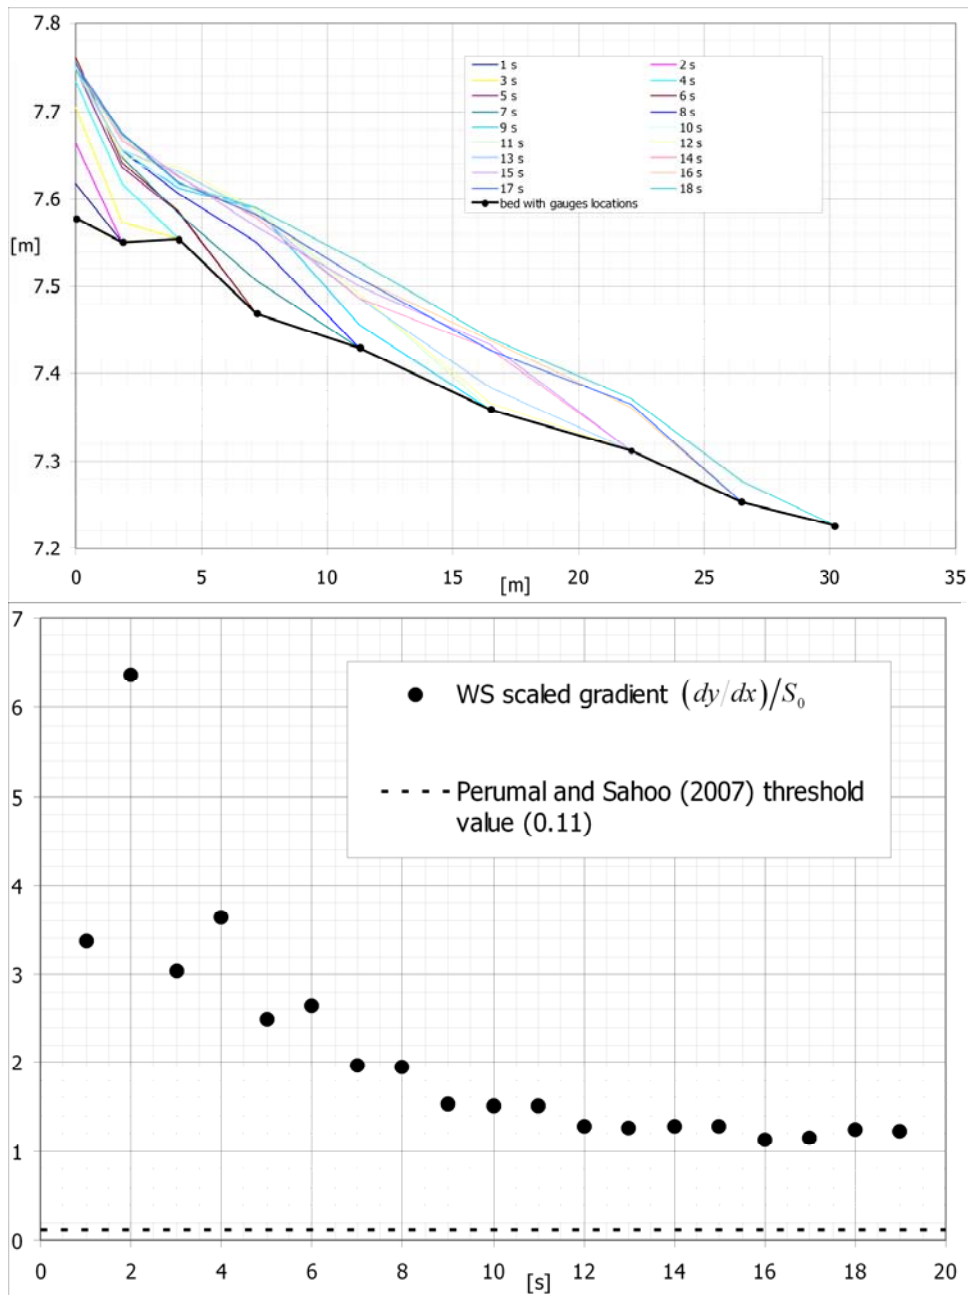 7.8
7.7
7.6
[m]
7.5
7.4
7.3
7.2
1 s 2 s
3 s 4 s
5 s 6 s
7 s 8 s
9 s 10 s
11 s 12 s
13 s 14 s
15 s 16 s
17 s 18 s
bed with gauges locations
0 5 10 15 20 25 30 35
[m]
7
6
5
4
3
2
1
0
WS scaled gradient (dy/dx)/S₀
Perumal and Sahoo (2007) threshold
value (0.11)
0 2 4 6 8 10 12 14 16 18 20
[s]